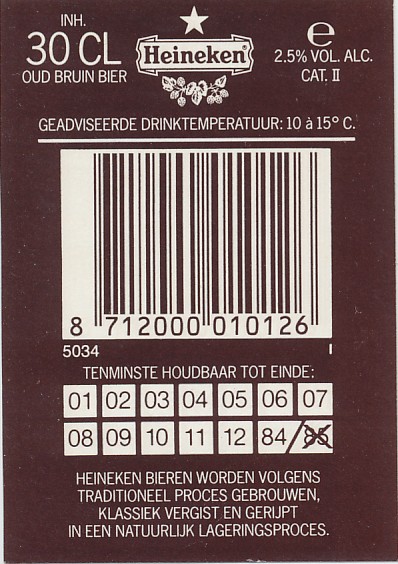 INH.
30 CL
OUD BRUIN BIER
Heineken®
e
2.5% VOL. ALC.
CAT. II
GEADVISEERDE DRINKTEMPERATUUR: 10 à 15° C.
8 712000 010126
5034 I
TENMINSTE HOUDBAAR TOT EINDE:
01 02 03 04 05 06 07
08 09 10 11 12 84/85
HEINEKEN BIEREN WORDEN VOLGENS
TRADITIONEEL PROCES GEBROUWEN,
KLASSIEK VERGIST EN GERIJPT
IN EEN NATUURLIJK LAGERINGSPROCES.